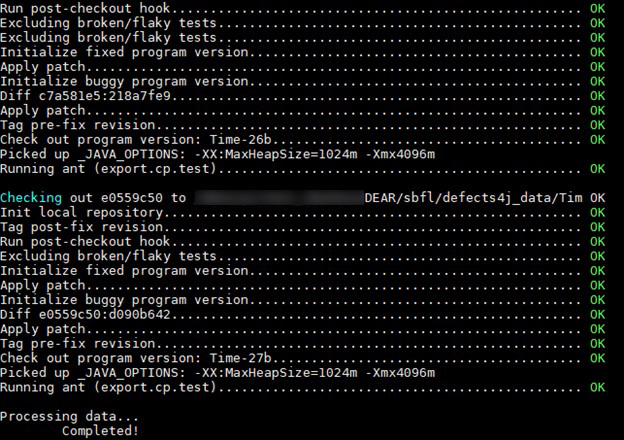 Run post-checkout hook.................................................. OK
Excluding broken/flaky tests............................................ OK
Excluding broken/flaky tests............................................ OK
Initialize fixed program version........................................ OK
Apply patch............................................................. OK
Initialize buggy program version........................................ OK
Diff c7a581e5:218a7fe9.................................................. OK
Apply patch............................................................. OK
Tag pre-fix revision.................................................... OK
Check out program version: Time-26b..................................... OK
Picked up _JAVA_OPTIONS: -XX:MaxHeapSize=1024m -Xmx4096m
Running ant (export.cp.test)............................................ OK
Checking out e0559c50 to DEAR/sbfl/defects4j_data/Tim OK
Init local repository................................................... OK
Tag post-fix revision................................................... OK
Run post-checkout hook.................................................. OK
Excluding broken/flaky tests............................................ OK
Initialize fixed program version........................................ OK
Apply patch............................................................. OK
Initialize buggy program version........................................ OK
Diff e0559c50:d090b642.................................................. OK
Apply patch............................................................. OK
Tag pre-fix revision.................................................... OK
Check out program version: Time-27b..................................... OK
Picked up _JAVA_OPTIONS: -XX:MaxHeapSize=1024m -Xmx4096m
Running ant (export.cp.test)............................................ OK
Processing data...
Completed!